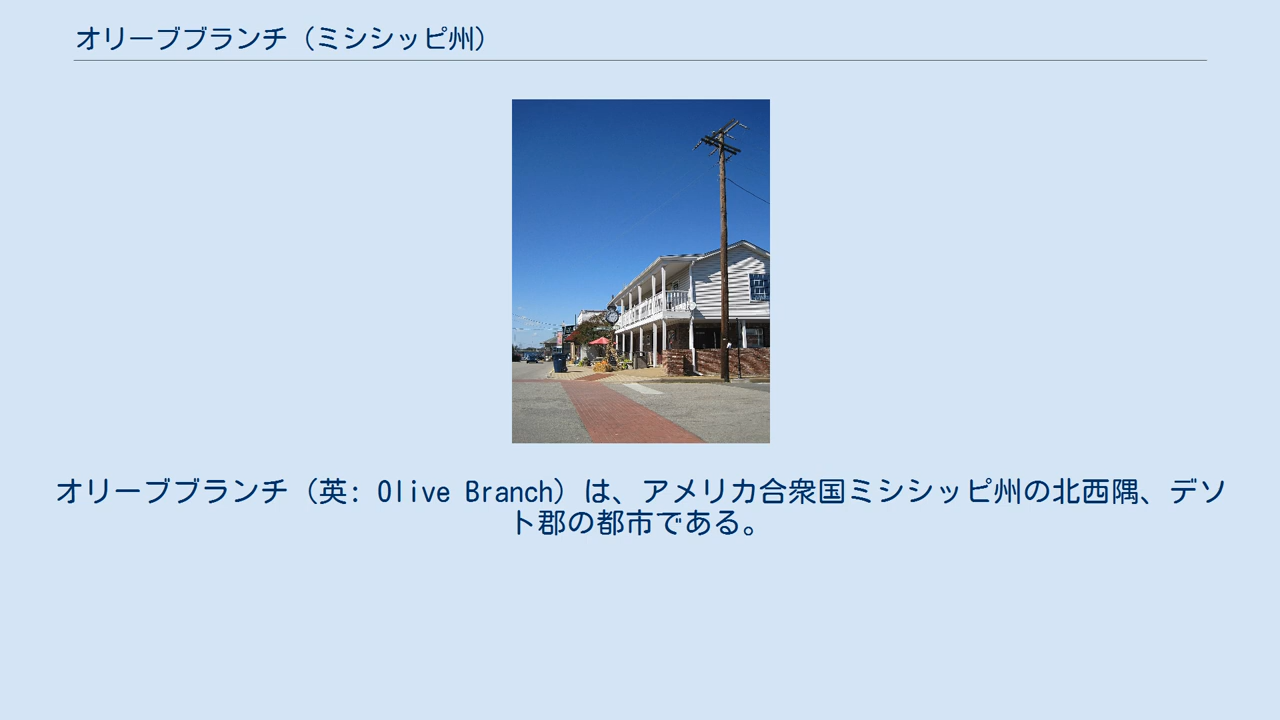 オリーブブランチ（ミシシッピ州）
オリーブブランチ（英: Olive Branch）は、アメリカ合衆国ミシシッピ州の北西隅、デソ
ト郡の都市である。